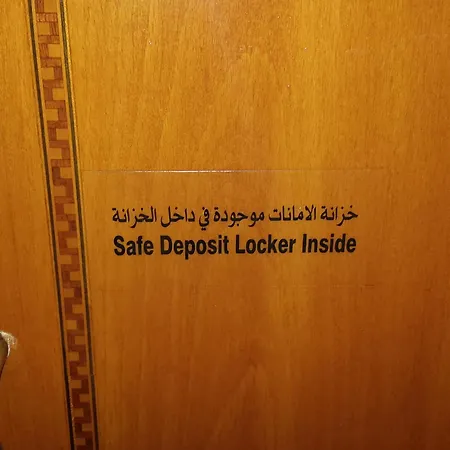 خزانة الامانات موجودة في داخل الخزانة
Safe Deposit Locker Inside